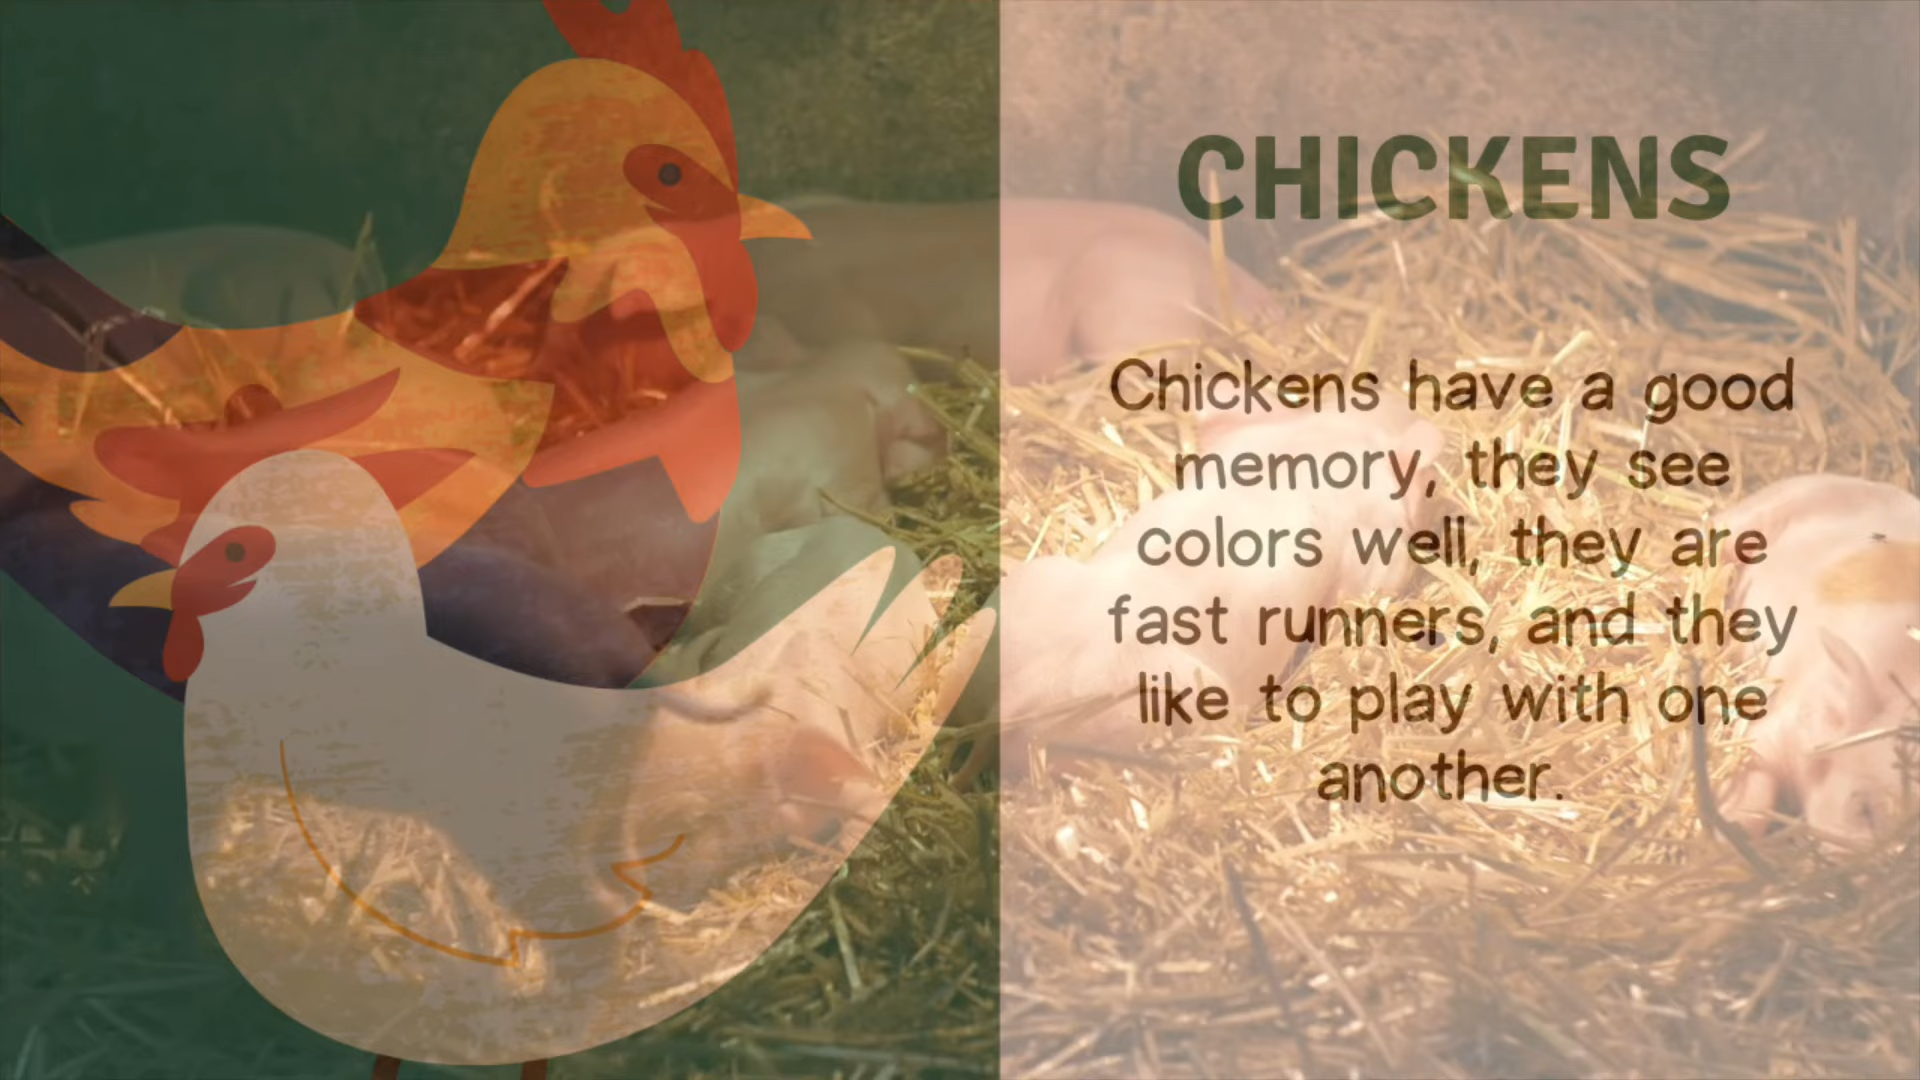 CHICKENS
Chickens have a good
memory, they see
colors well, they are
fast runners, and they
like to play with one
another.